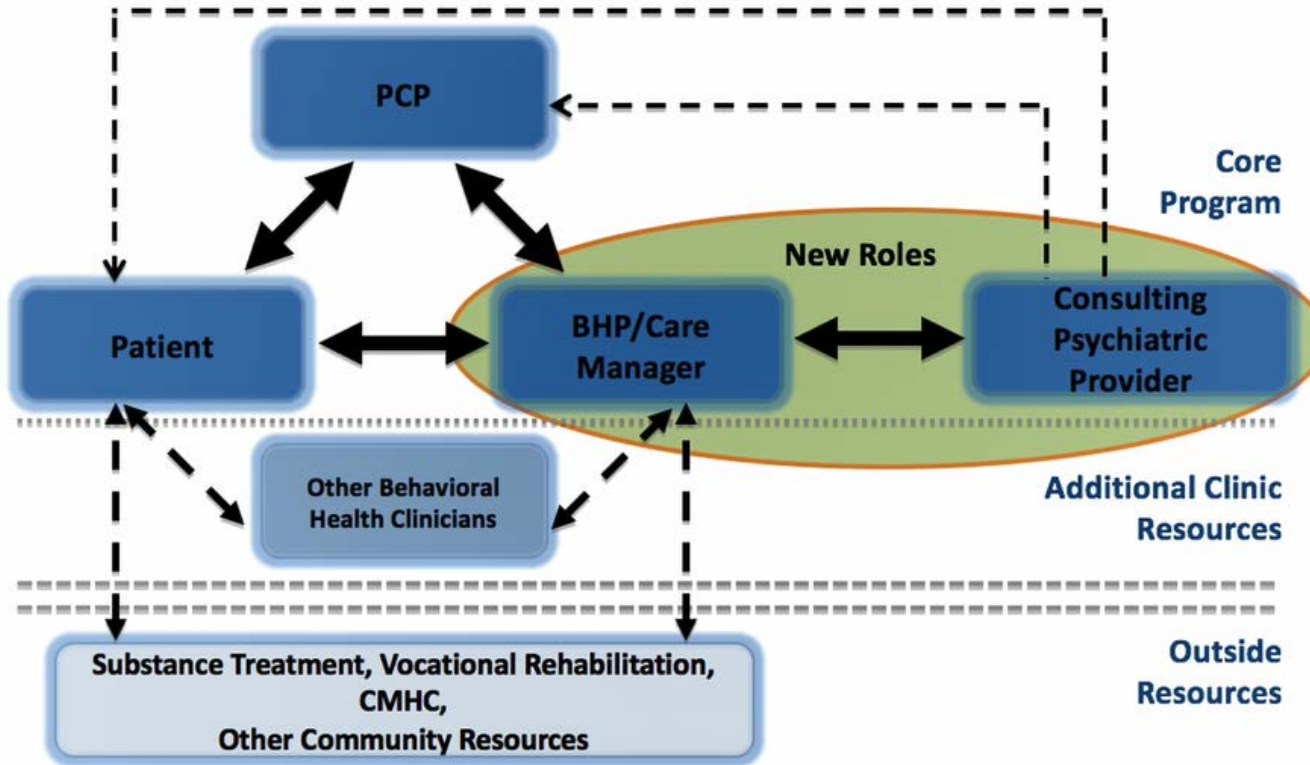 PCP
Core
Program
New Roles
Patient
BHP/Care
Manager
Consulting
Psychiatric
Provider
Other Behavioral
Health Clinicians
Additional Clinic
Resources
Substance Treatment, Vocational Rehabilitation,
CMHC,
Other Community Resources
Outside
Resources